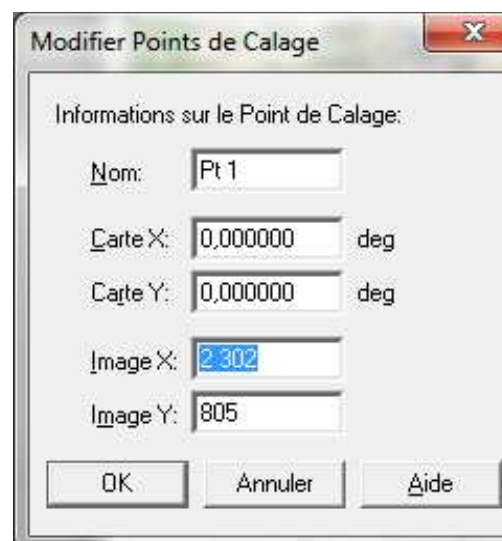 Modifier Points de Calage
Informations sur le Point de Calage:
Nom: Pt 1
Carte X: 0,000000 deg
Carte Y: 0,000000 deg
Image X: 2 302
Image Y: 805
OK Annuler Aide